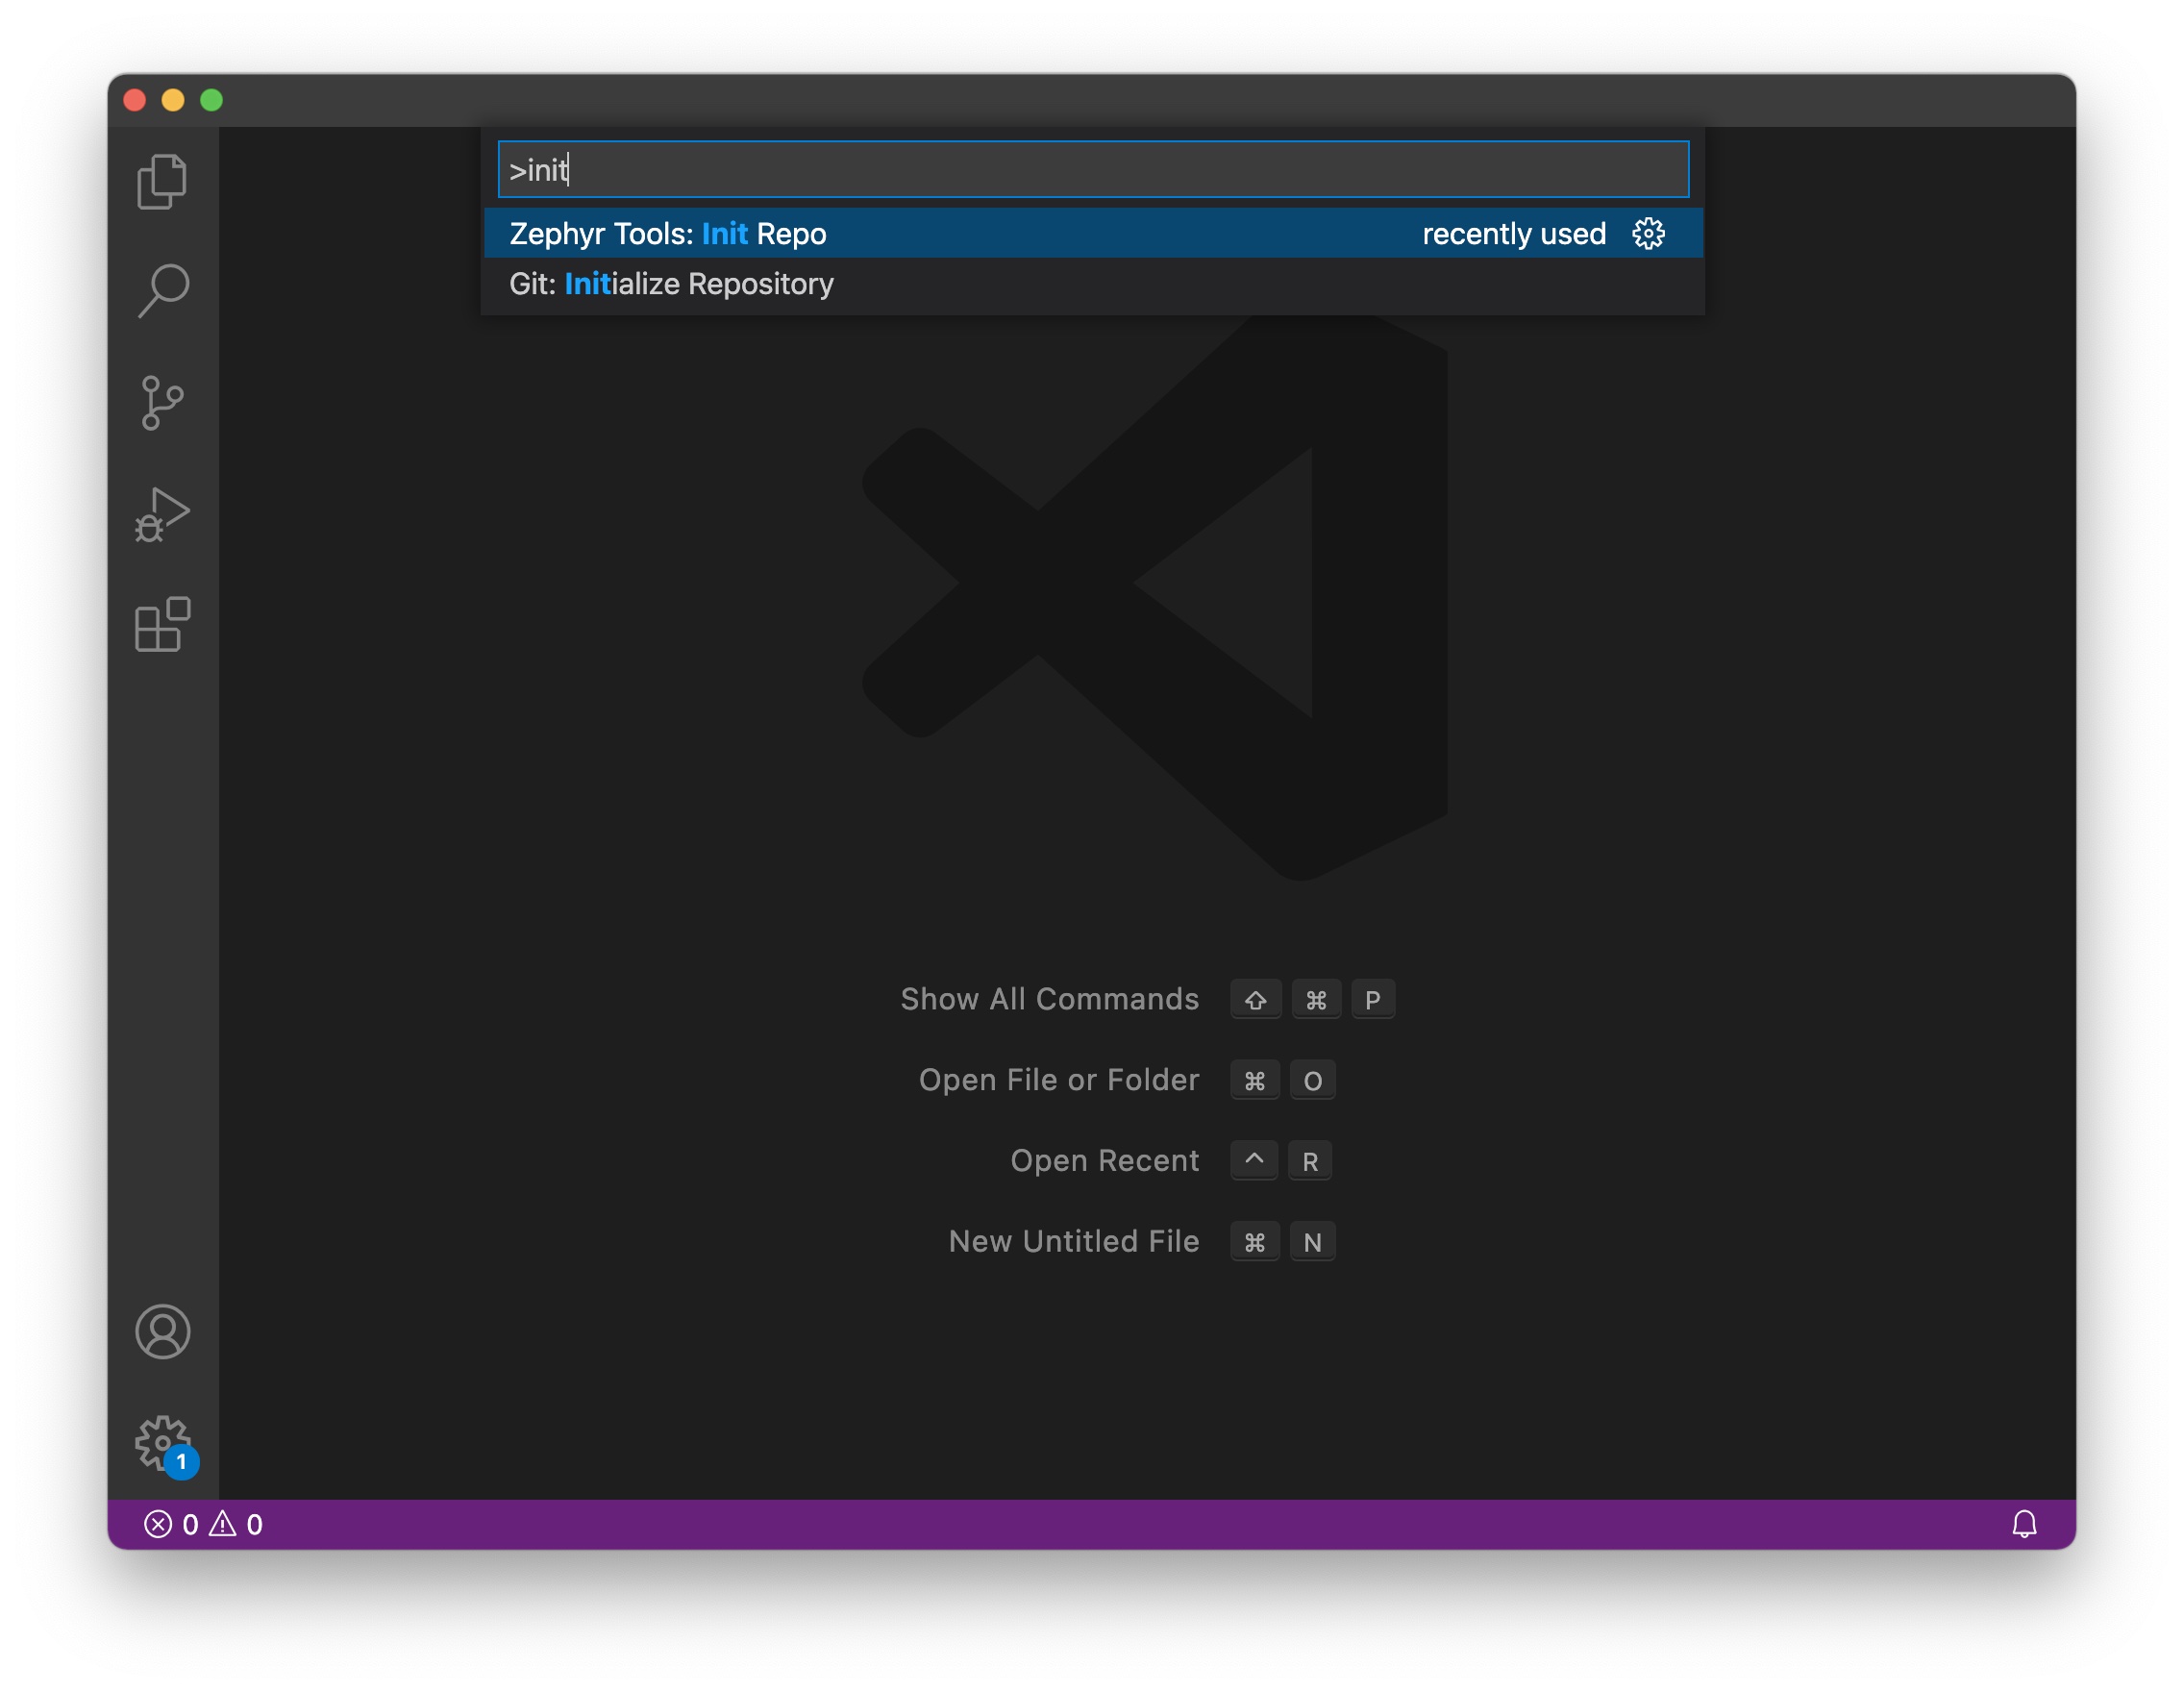 >init
Zephyr Tools: Init Repo recently used
Git: Initialize Repository
Show All Commands ⇧ ⌘ P
Open File or Folder ⌘ O
Open Recent ^ R
New Untitled File ⌘ N
1
0 0